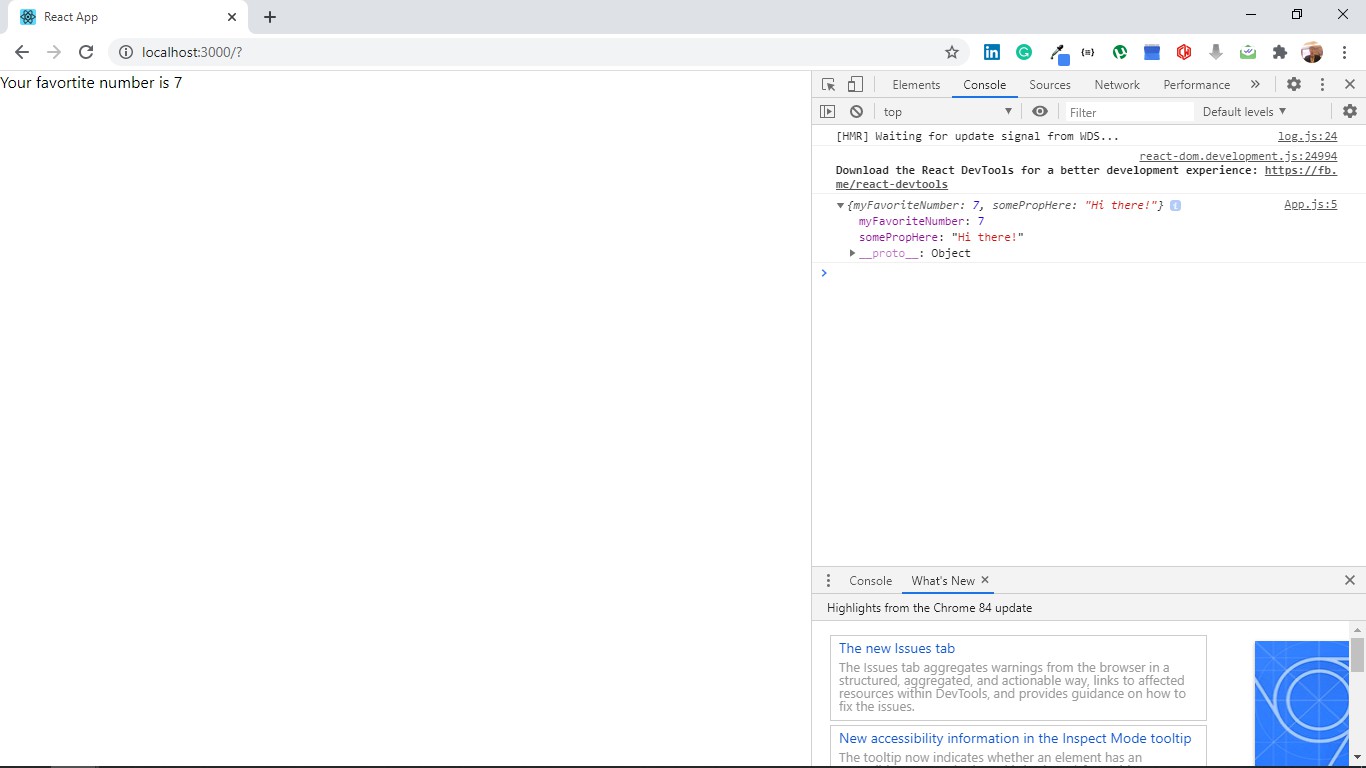 React App
localhost:3000/?
Your favortite number is 7
Elements Console Sources Network Performance
top Filter Default levels
[HMR] Waiting for update signal from WDS... log.js:24
react-dom.development.js:24994
Download the React DevTools for a better development experience: https://fb.
me/react-devtools
{myFavoriteNumber: 7, somePropHere: "Hi there!"} App.js:5
myFavoriteNumber: 7
somePropHere: "Hi there!"
__proto__: Object
Console What's New
Highlights from the Chrome 84 update
The new Issues tab
The Issues tab aggregates warnings from the browser in a
structured, aggregated, and actionable way, links to affected
resources within DevTools, and provides guidance on how to
fix the issues.
New accessibility information in the Inspect Mode tooltip
The tooltip now indicates whether an element has an